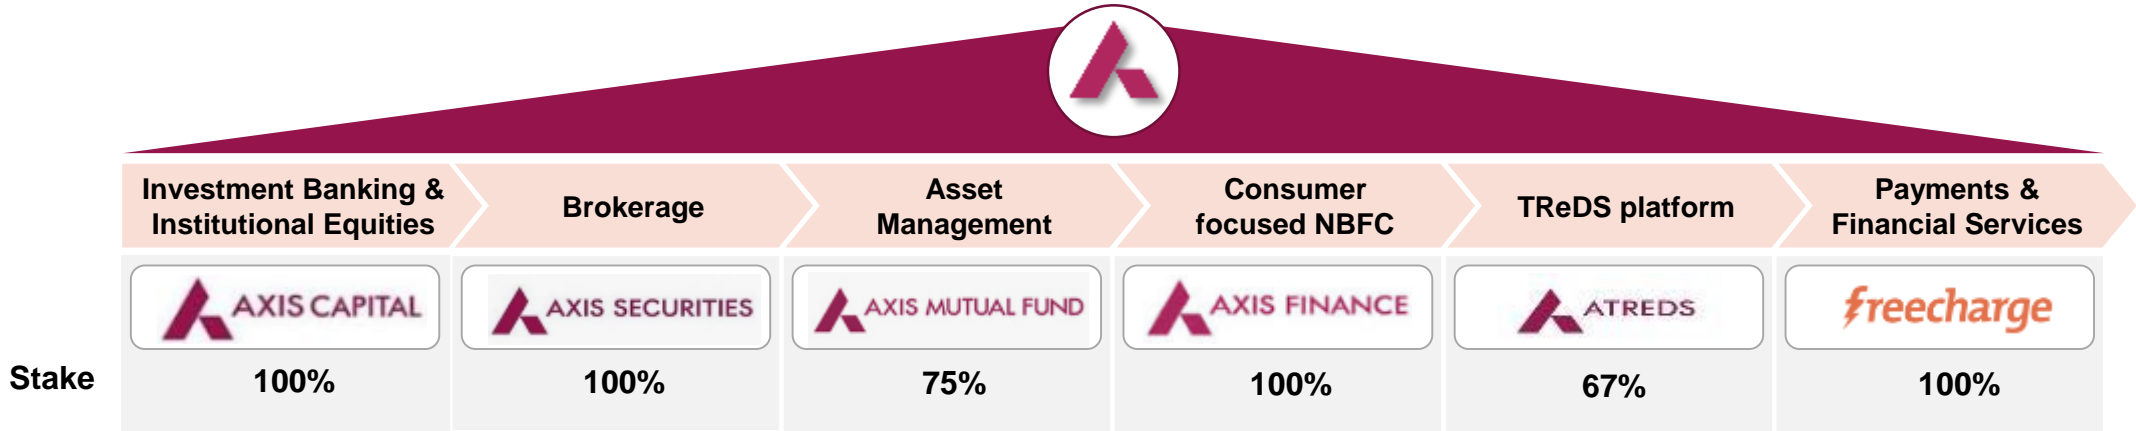 Investment Banking &
Institutional Equities
Brokerage
Asset
Management
Consumer
focused NBFC
TReDS platform
Payments &
Financial Services
AXIS CAPITAL
AXIS SECURITIES
AXIS MUTUAL FUND
AXIS FINANCE
ATREDS
freecharge
Stake
100%
100%
75%
100%
67%
100%